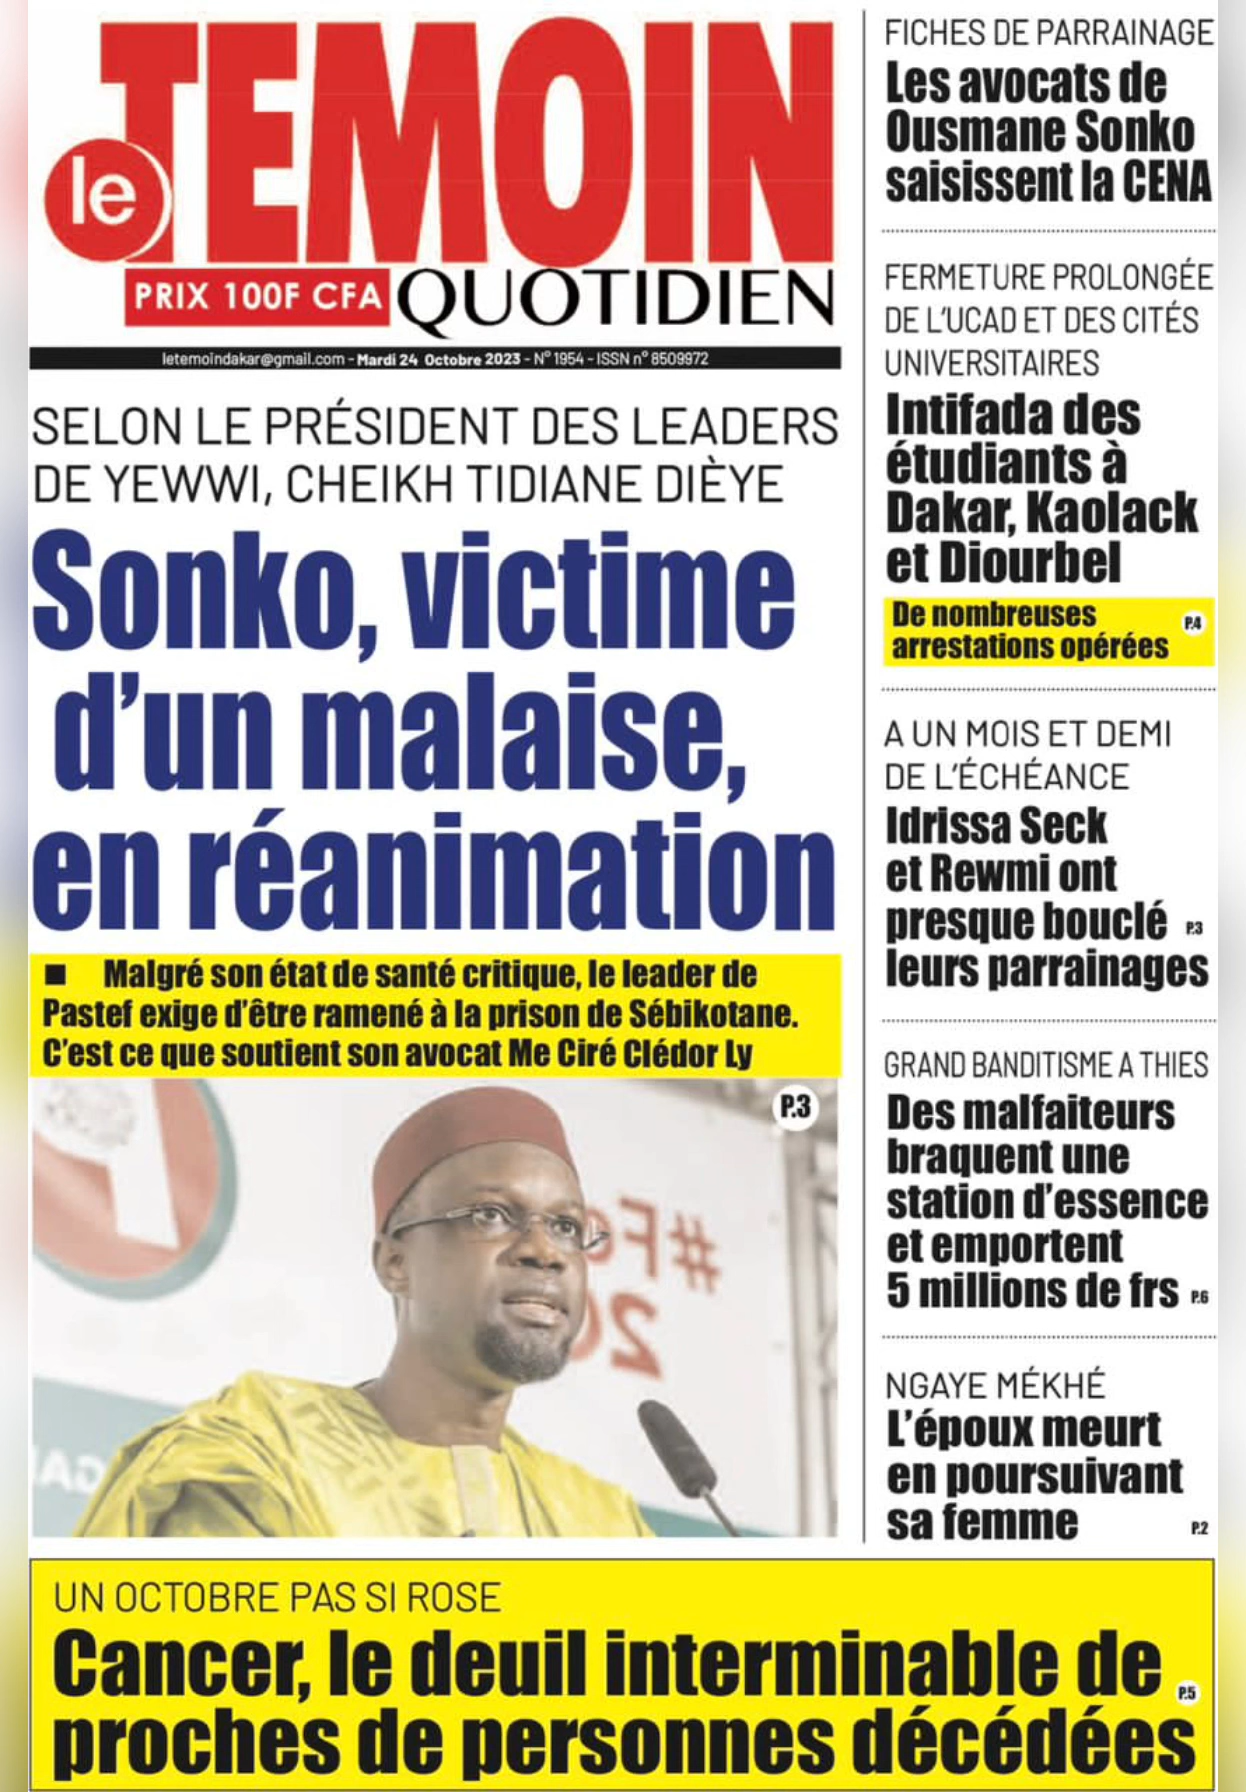 le TEMOIN
PRIX 100F CFA QUOTIDIEN
letemoindakar@gmail.com - Mardi 24 Octobre 2023 - N° 1954 - ISSN n° 8509972
SELON LE PRÉSIDENT DES LEADERS
DE YEWWI, CHEIKH TIDIANE DIÈYE
Sonko, victime
d'un malaise,
en réanimation
■ Malgré son état de santé critique, le leader de
Pastef exige d'être ramené à la prison de Sébikotane.
C'est ce que soutient son avocat Me Ciré Clédor Ly
P.3
FICHES DE PARRAINAGE
Les avocats de
Ousmane Sonko
saisissent la CENA
FERMETURE PROLONGÉE
DE L'UCAD ET DES CITÉS
UNIVERSITAIRES
Intifada des
étudiants à
Dakar, Kaolack
et Diourbel
De nombreuses
arrestations opérées P.4
A UN MOIS ET DEMI
DE L'ÉCHÉANCE
Idrissa Seck
et Rewmi ont
presque bouclé P.3
leurs parrainages
GRAND BANDITISME A THIES
Des malfaiteurs
braquent une
station d'essence
et emportent
5 millions de frs P.6
NGAYE MÉKHÉ
L'époux meurt
en poursuivant
sa femme P.2
UN OCTOBRE PAS SI ROSE
Cancer, le deuil interminable de
proches de personnes décédées P.5